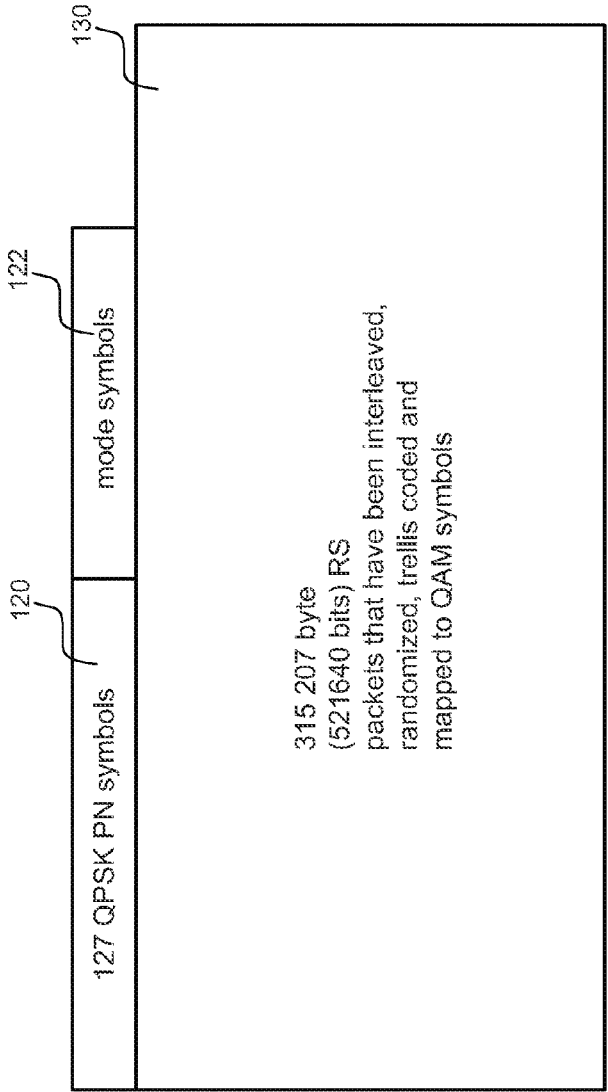 120
122
130
127 QPSK PN symbols
mode symbols
315 207 byte
(521640 bits) RS
packets that have been interleaved,
randomized, trellis coded and
mapped to QAM symbols